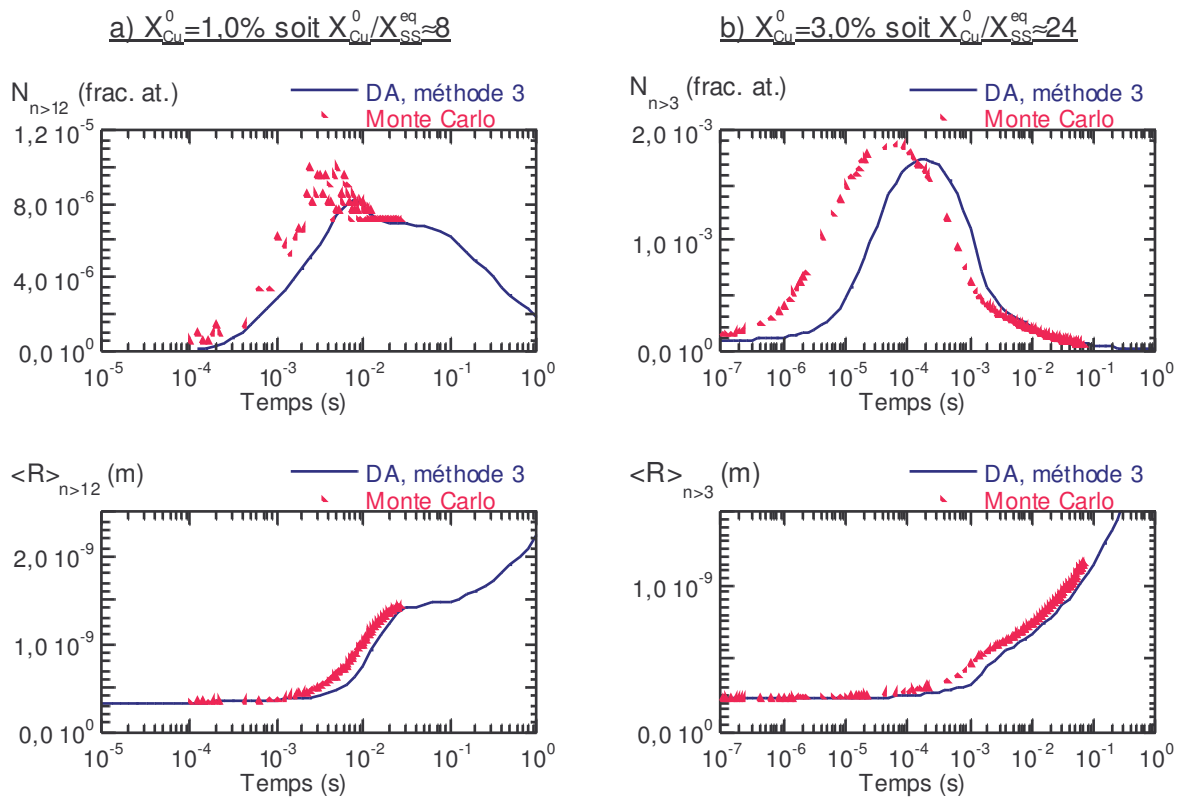 a) X⁰Cu=1,0% soit X⁰Cu/XeqSS≈8
b) X⁰Cu=3,0% soit X⁰Cu/XeqSS≈24
Nn>12 (frac. at.)
DA, méthode 3
Monte Carlo
1,2 10⁻⁵
8,0 10⁻⁶
4,0 10⁻⁶
0,0 10⁰
10⁻⁵ 10⁻⁴ 10⁻³ 10⁻² 10⁻¹ 10⁰
Temps (s)
Nn>3 (frac. at.)
DA, méthode 3
Monte Carlo
2,0 10⁻³
1,0 10⁻³
0,0 10⁰
10⁻⁷ 10⁻⁶ 10⁻⁵ 10⁻⁴ 10⁻³ 10⁻² 10⁻¹ 10⁰
Temps (s)
<R>n>12 (m)
DA, méthode 3
Monte Carlo
2,0 10⁻⁹
1,0 10⁻⁹
0,0 10⁰
10⁻⁵ 10⁻⁴ 10⁻³ 10⁻² 10⁻¹ 10⁰
Temps (s)
<R>n>3 (m)
DA, méthode 3
Monte Carlo
1,0 10⁻⁹
0,0 10⁰
10⁻⁷ 10⁻⁶ 10⁻⁵ 10⁻⁴ 10⁻³ 10⁻² 10⁻¹ 10⁰
Temps (s)